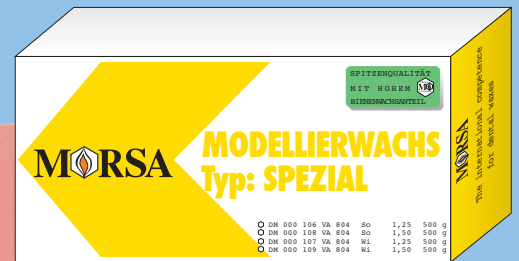 SPITZENQUALITÄT
MIT HOHEM
BIENENWACHSANTEIL
MORSA
MODELLIERWACHS
Typ: SPEZIAL
DM 000 106 VA 804 So 1,25 500 g
DM 000 108 VA 804 So 1,50 500 g
DM 000 107 VA 804 Wi 1,25 500 g
DM 000 109 VA 804 Wi 1,50 500 g
MORSA
The international competence
for dental waxes